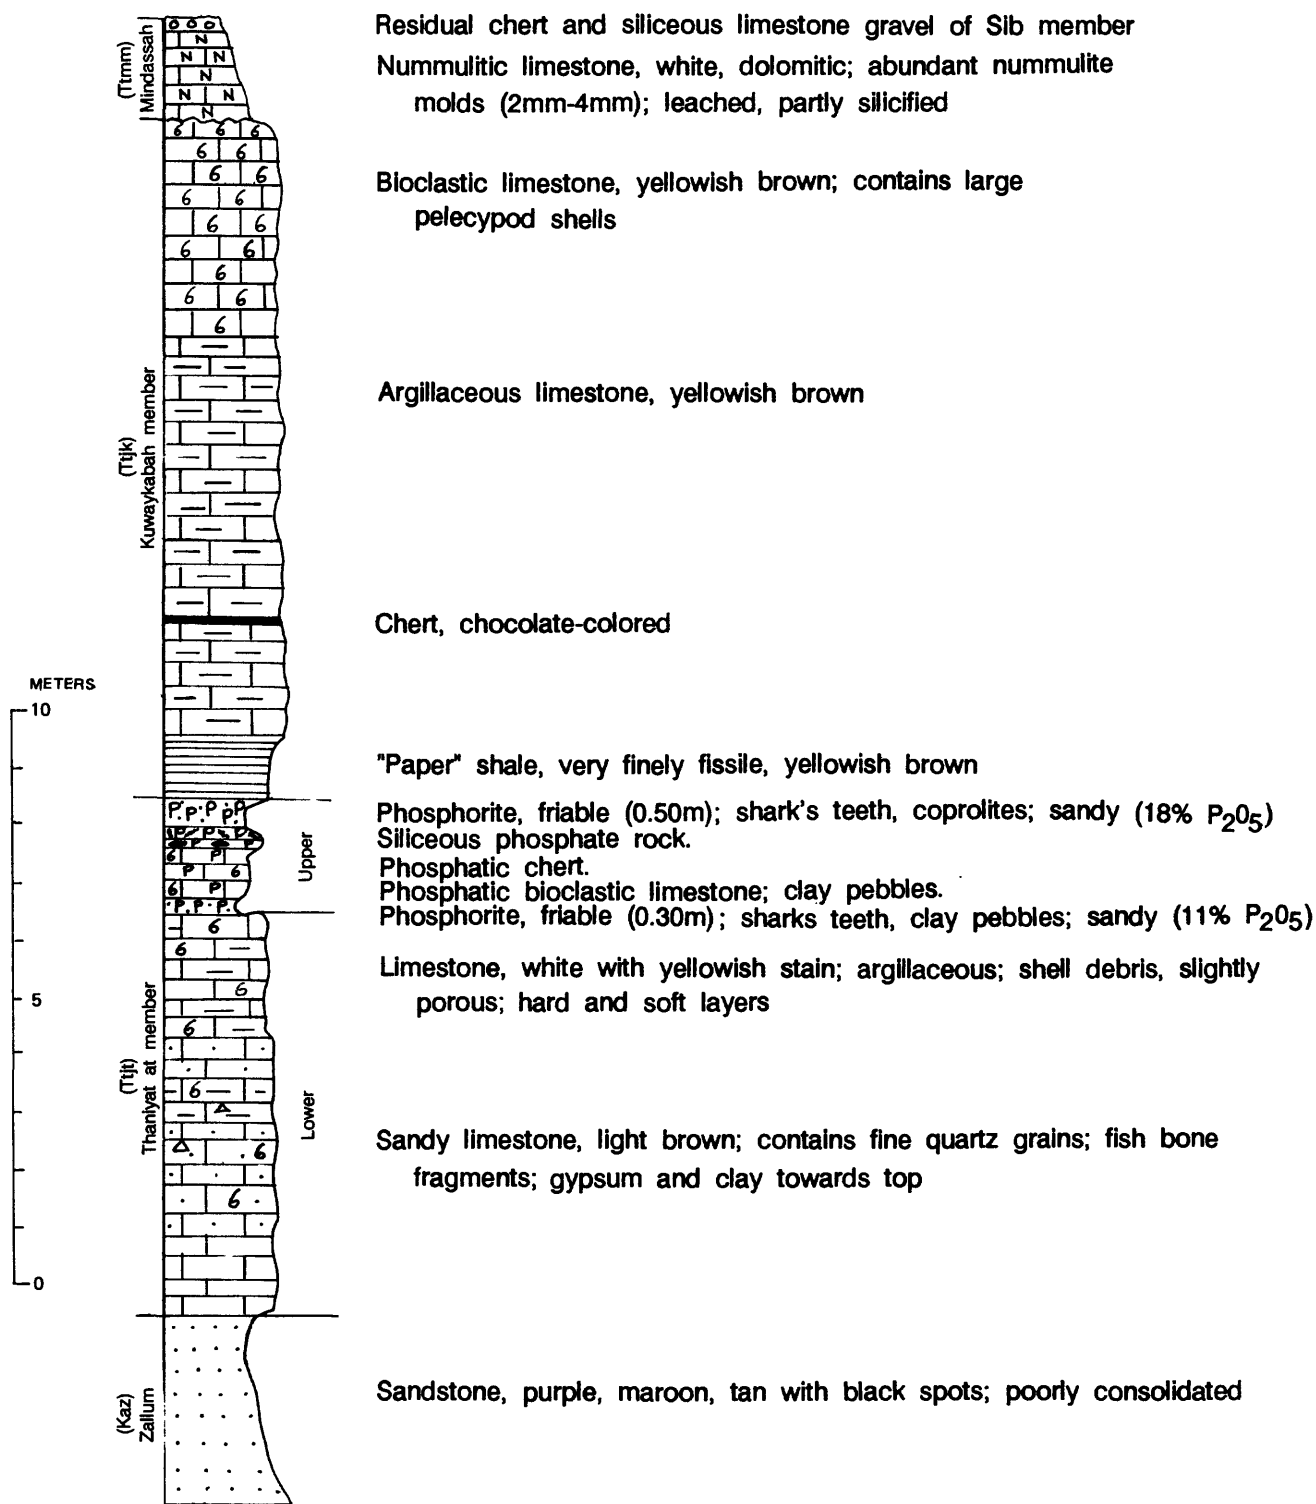 Residual chert and siliceous limestone gravel of Sib member
Nummulitic limestone, white, dolomitic; abundant nummulite
molds (2mm-4mm); leached, partly silicified
(Ttmm)
Mindassah
Bioclastic limestone, yellowish brown; contains large
pelecypod shells
Argillaceous limestone, yellowish brown
(Ttjk)
Kuwaykabah member
Chert, chocolate-colored
METERS
10
5
0
"Paper" shale, very finely fissile, yellowish brown
Phosphorite, friable (0.50m); shark's teeth, coprolites; sandy (18% P2O5)
Siliceous phosphate rock.
Phosphatic chert.
Phosphatic bioclastic limestone; clay pebbles.
Phosphorite, friable (0.30m); sharks teeth, clay pebbles; sandy (11% P2O5)
Upper
Limestone, white with yellowish stain; argillaceous; shell debris, slightly
porous; hard and soft layers
(Ttjt)
Thaniyat at member
Lower
Sandy limestone, light brown; contains fine quartz grains; fish bone
fragments; gypsum and clay towards top
(Kaz)
Zallum
Sandstone, purple, maroon, tan with black spots; poorly consolidated